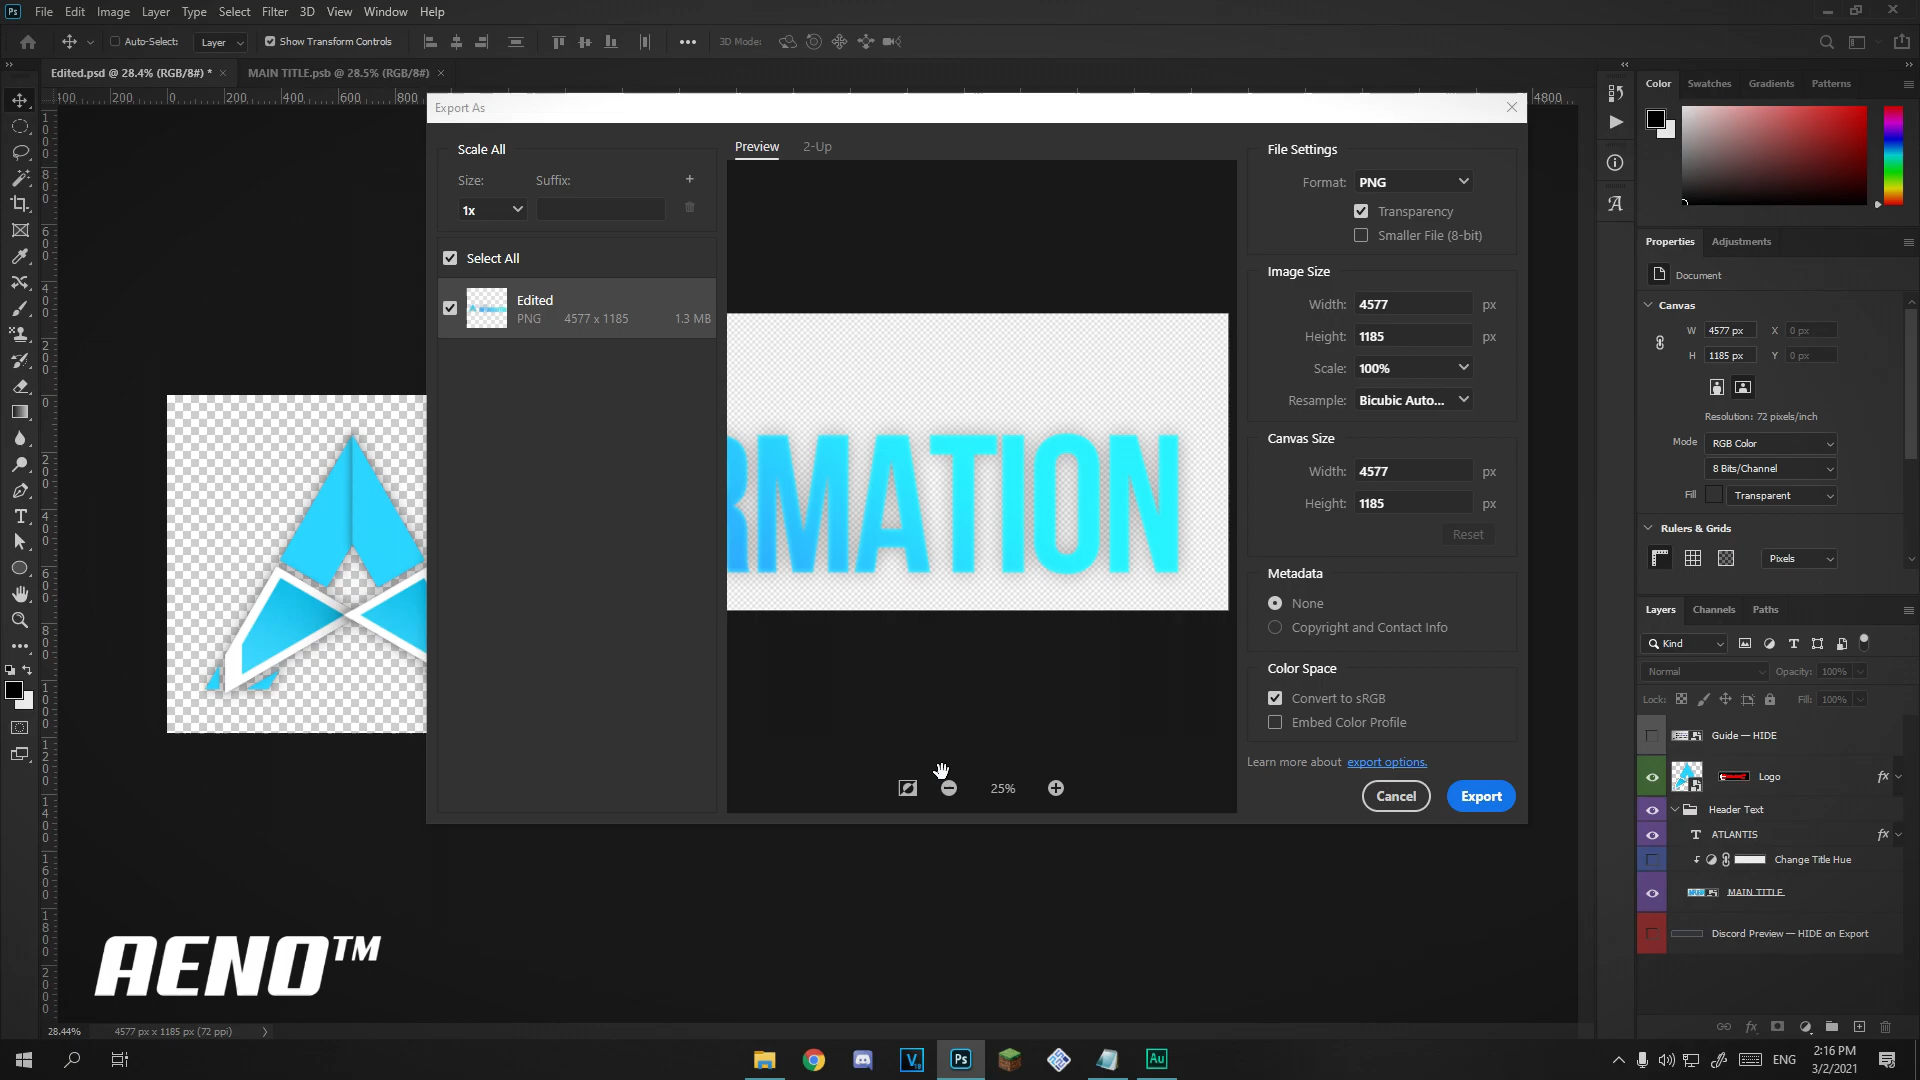 Ps File Edit Image Layer Type Select Filter 3D View Window Help
Auto-Select: Layer Show Transform Controls 3D Mode:
Edited.psd @ 28.4% (RGB/8#) * MAIN TITLE.psb @ 28.5% (RGB/8#)
Export As
Scale All
Size: Suffix:
1x
Select All
Edited
PNG 4577 x 1185 1.3 MB
Preview 2-Up
RMATION
25%
File Settings
Format: PNG
Transparency
Smaller File (8-bit)
Image Size
Width: 4577 px
Height: 1185 px
Scale: 100%
Resample: Bicubic Auto...
Canvas Size
Width: 4577 px
Height: 1185 px
Reset
Metadata
None
Copyright and Contact Info
Color Space
Convert to sRGB
Embed Color Profile
Learn more about export options.
Cancel Export
Color Swatches Gradients Patterns
Properties Adjustments
Document
Canvas
W 4577 px X 0 px
H 1185 px Y 0 px
Resolution: 72 pixels/inch
Mode RGB Color
8 Bits/Channel
Fill Transparent
Rulers & Grids
Pixels
Layers Channels Paths
Kind
Normal Opacity: 100%
Lock: Fill: 100%
Guide — HIDE
Logo fx
Header Text
T ATLANTIS fx
Change Title Hue
MAIN TITLE
Discord Preview — HIDE on Export
AENO™
28.44% 4577 px x 1185 px (72 ppi)
Ps Au
ENG
2:16 PM
3/2/2021